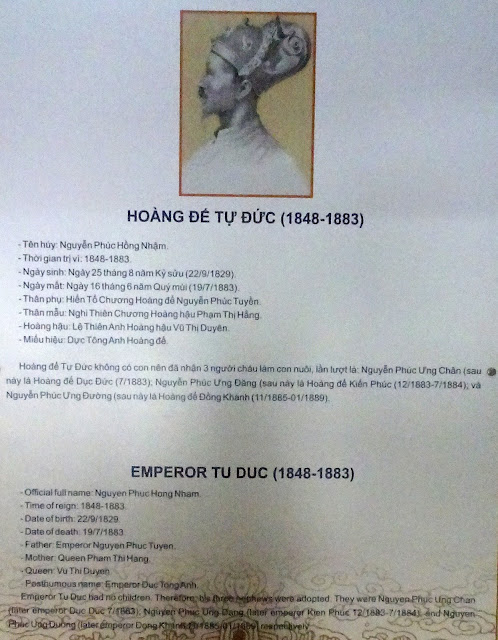 HOÀNG ĐẾ TỰ ĐỨC (1848-1883)
- Tên húy: Nguyễn Phúc Hồng Nhậm.
- Thời gian trị vì: 1848-1883.
- Ngày sinh: Ngày 25 tháng 8 năm Kỷ sửu (22/9/1829).
- Ngày mất: Ngày 16 tháng 6 năm Quý mùi (19/7/1883).
- Thân phụ: Hiến Tổ Chương Hoàng đế Nguyễn Phúc Tuyền.
- Thân mẫu: Nghi Thiên Chương Hoàng hậu Phạm Thị Hằng.
- Hoàng hậu: Lệ Thiên Anh Hoàng hậu Vũ Thị Duyên.
- Miếu hiệu: Dực Tông Anh Hoàng đế.
Hoàng đế Tự Đức không có con nên đã nhận 3 người cháu làm con nuôi, lần lượt là: Nguyễn Phúc Ưng Chân (sau
này là Hoàng đế Dục Đức (7/1883); Nguyễn Phúc Ưng Đăng (sau này là Hoàng đế Kiến Phúc (12/1883-7/1884); và
Nguyễn Phúc Ưng Đường (sau này là Hoàng đế Đồng Khánh (11/1885-01/1889).
EMPEROR TU DUC (1848-1883)
- Official full name: Nguyen Phuc Hong Nham.
- Time of reign: 1848-1883.
- Date of birth: 22/9/1829.
- Date of death: 19/7/1883.
- Father: Emperor Nguyen Phuc Tuyen.
- Mother: Queen Pham Thi Hang.
- Queen: Vu Thi Duyen.
- Posthumous name: Emperor Duc Tong Anh.
Emperor Tu Duc had no children. Therefore, his three nephews were adopted. They were Nguyen Phuc Ung Chan
(later emperor Duc Duc 7/1883); Nguyen Phuc Ung Dang (later emperor Kien Phuc 12/1883-7/1884), and Nguyen
Phuc Ung Duong (later emperor Dong Khanh 11/1885-01/1889) respectively.